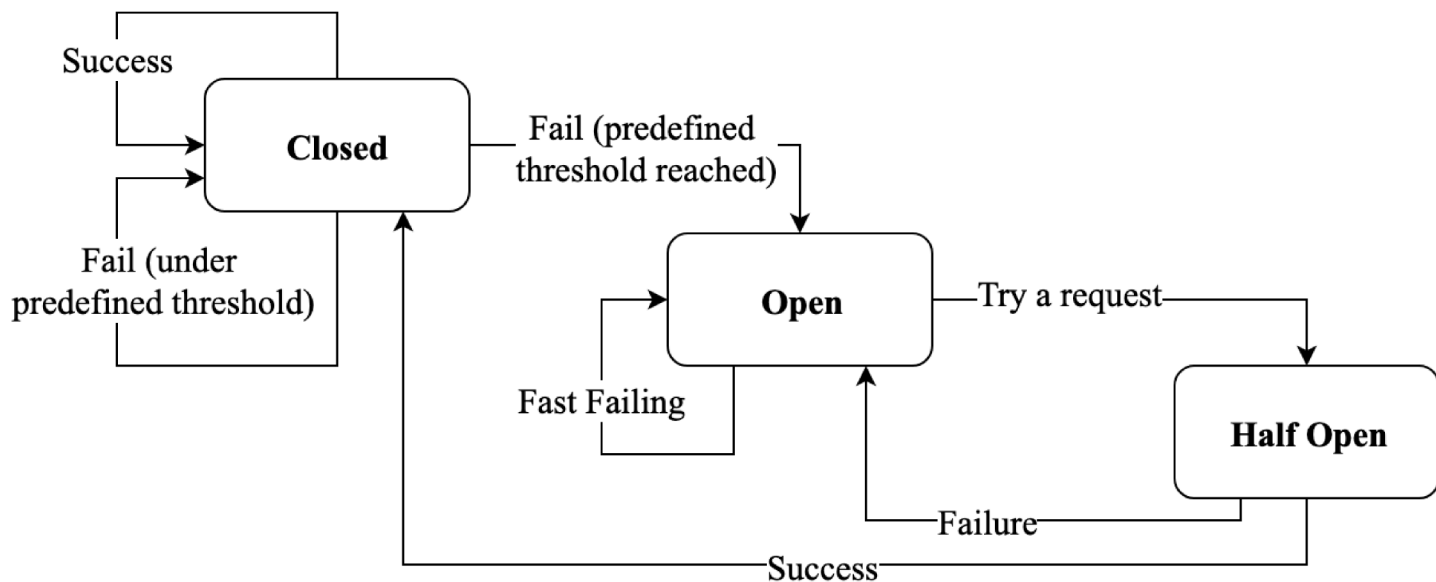 Success
Closed
Fail (predefined
threshold reached)
Fail (under
predefined threshold)
Open
Try a request
Fast Failing
Half Open
Failure
Success